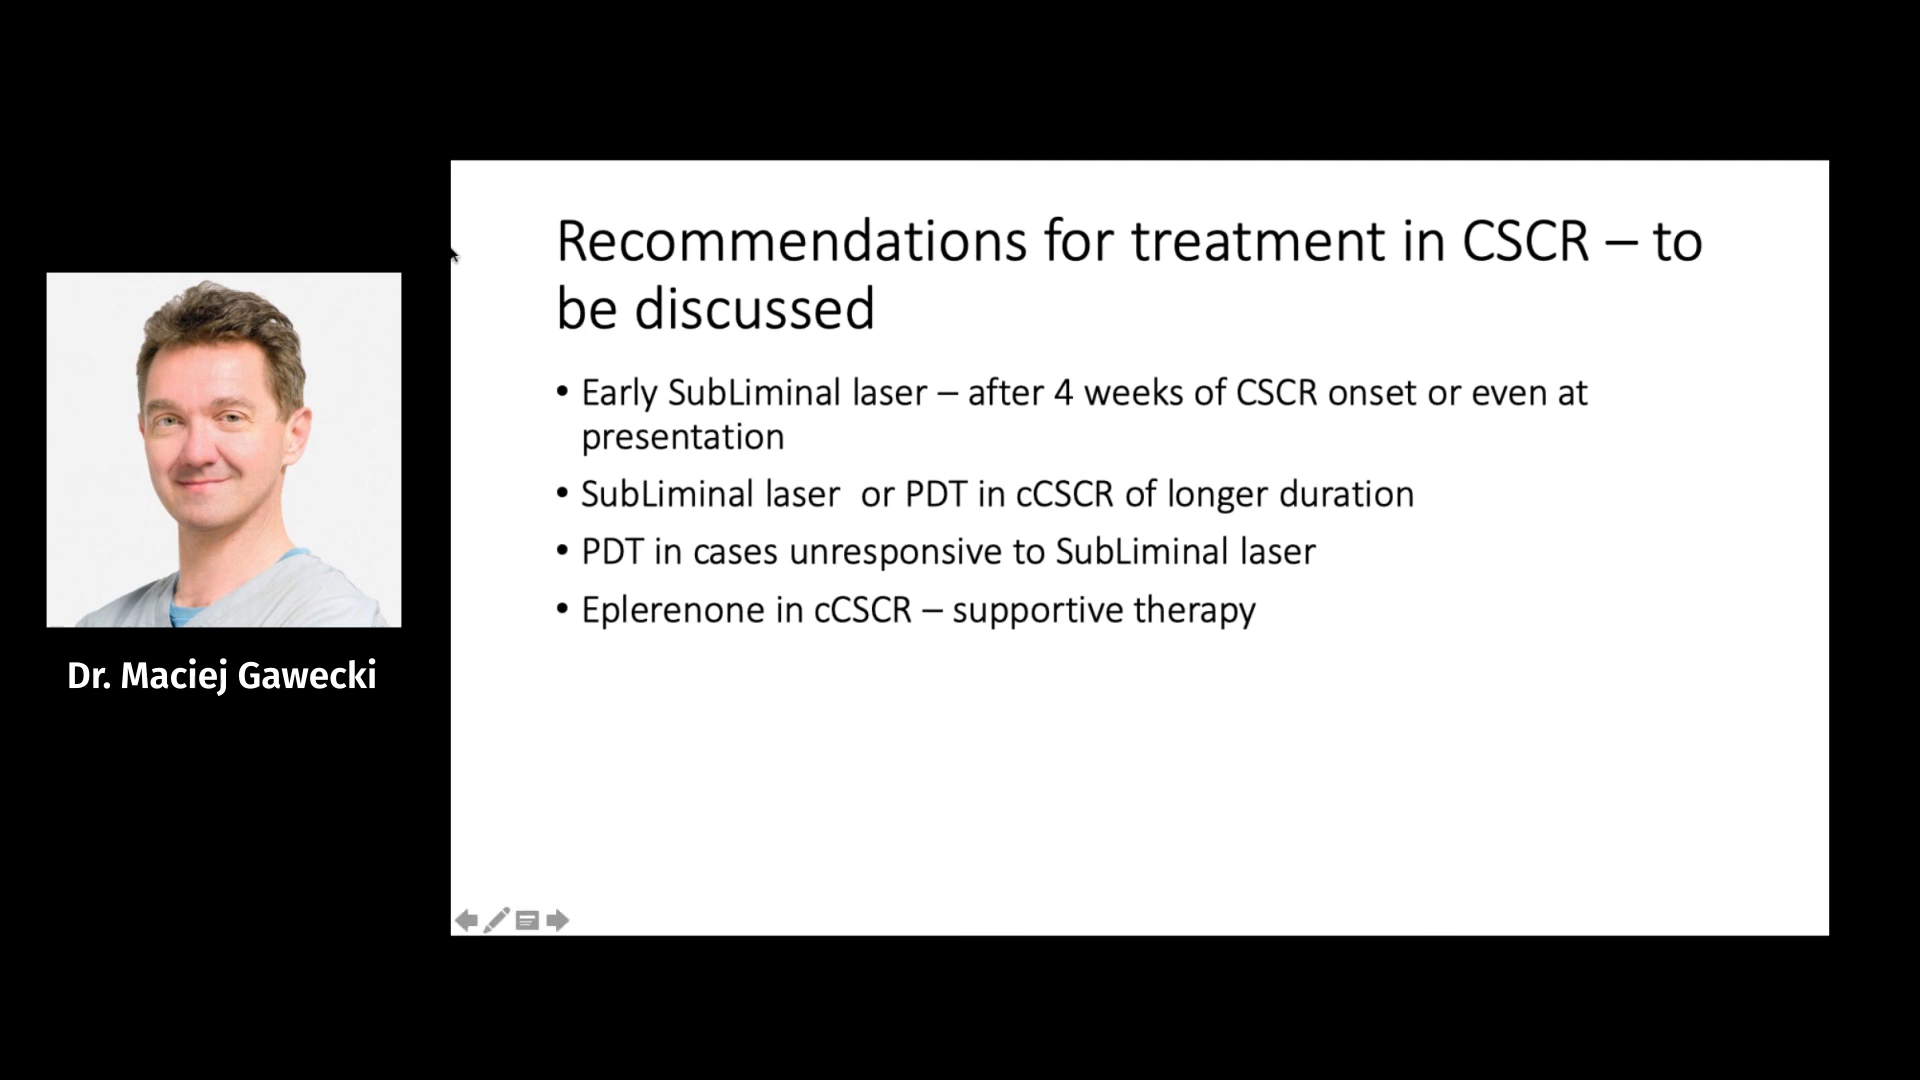 Recommendations for treatment in CSCR – to
be discussed
• Early SubLiminal laser – after 4 weeks of CSCR onset or even at
presentation
• SubLiminal laser  or PDT in cCSCR of longer duration
• PDT in cases unresponsive to SubLiminal laser
• Eplerenone in cCSCR – supportive therapy
Dr. Maciej Gawecki